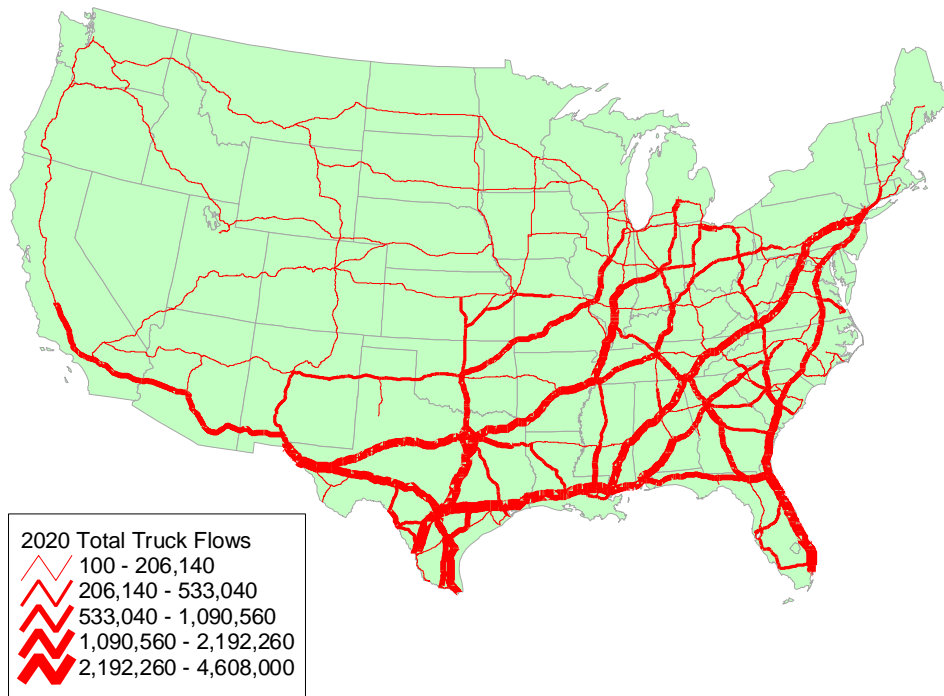 2020 Total Truck Flows
100 - 206,140
206,140 - 533,040
533,040 - 1,090,560
1,090,560 - 2,192,260
2,192,260 - 4,608,000